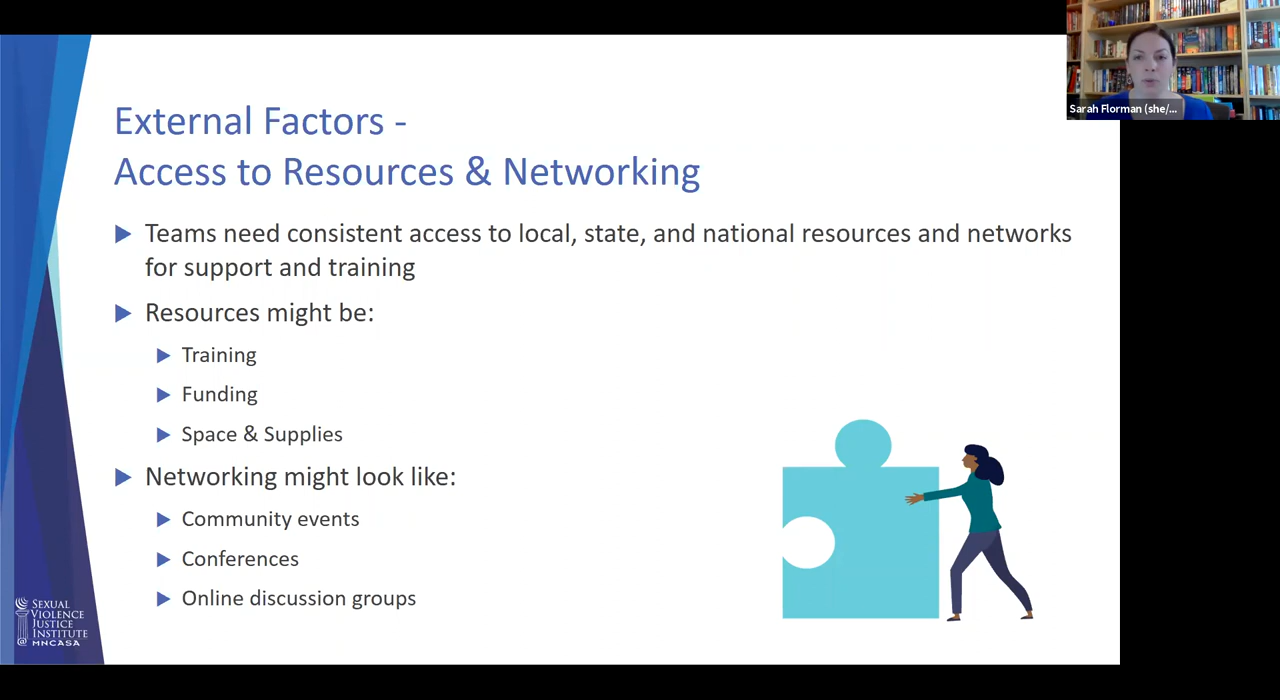 Sarah Florman (she/...
External Factors -
Access to Resources & Networking
Teams need consistent access to local, state, and national resources and networks
for support and training
Resources might be:
Training
Funding
Space & Supplies
Networking might look like:
Community events
Conferences
Online discussion groups
SEXUAL
VIOLENCE
JUSTICE
INSTITUTE
@ MNCASA